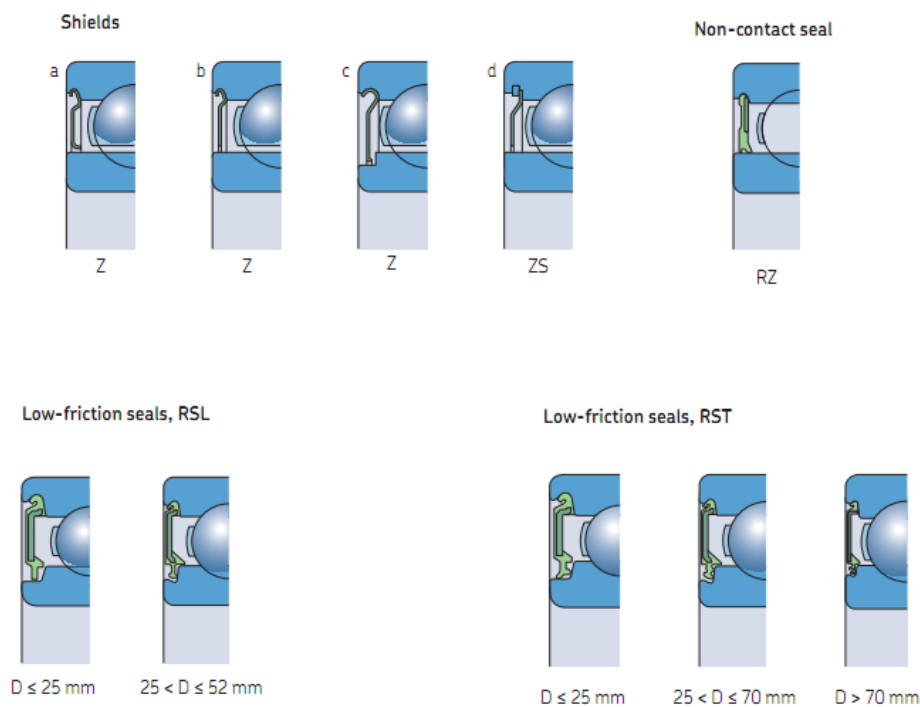 Shields
Non-contact seal
a
b
c
d
Z
Z
Z
ZS
RZ
Low-friction seals, RSL
Low-friction seals, RST
D ≤ 25 mm
25 < D ≤ 52 mm
D ≤ 25 mm
25 < D ≤ 70 mm
D > 70 mm